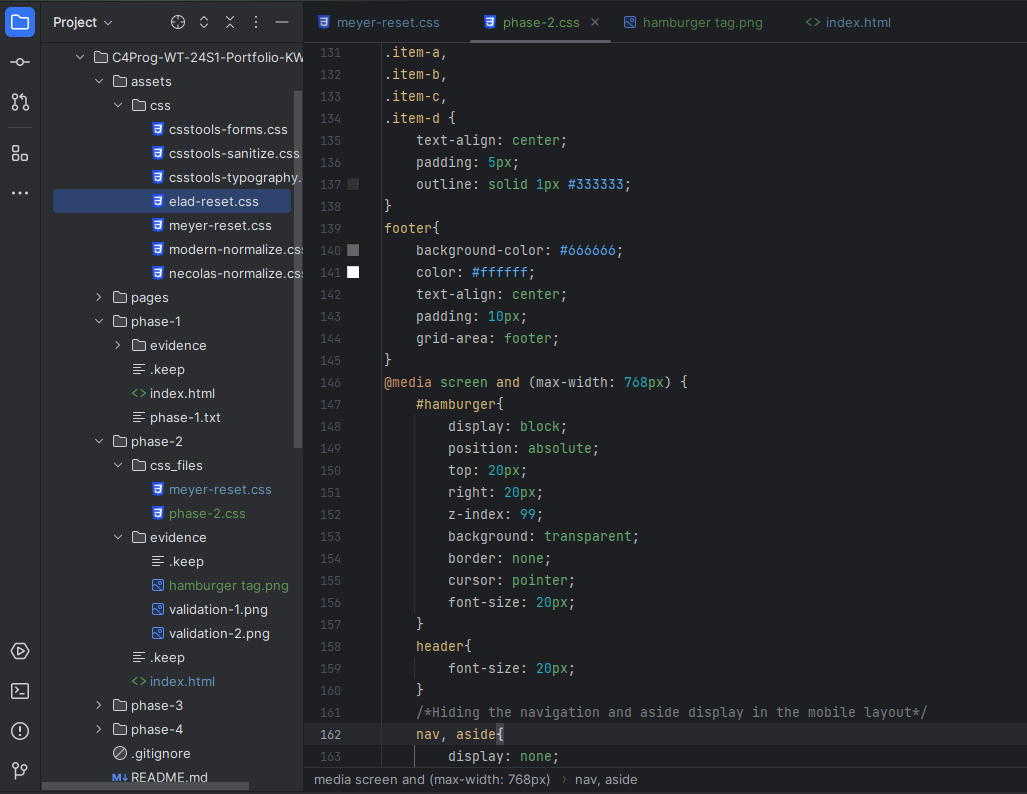 Project
C4Prog-WT-24S1-Portfolio-KW
assets
css
csstools-forms.css
csstools-sanitize.css
csstools-typography.
elad-reset.css
meyer-reset.css
modern-normalize.css
necolas-normalize.css
pages
phase-1
evidence
.keep
index.html
phase-1.txt
phase-2
css_files
meyer-reset.css
phase-2.css
evidence
.keep
hamburger tag.png
validation-1.png
validation-2.png
.keep
index.html
phase-3
phase-4
.gitignore
M↓ README.md
meyer-reset.css phase-2.css hamburger tag.png index.html
131 .item-a,
132 .item-b,
133 .item-c,
134 .item-d {
135 text-align: center;
136 padding: 5px;
137 outline: solid 1px #333333;
138 }
139 footer{
140 background-color: #666666;
141 color: #ffffff;
142 text-align: center;
143 padding: 10px;
144 grid-area: footer;
145 }
146 @media screen and (max-width: 768px) {
147 #hamburger{
148 display: block;
149 position: absolute;
150 top: 20px;
151 right: 20px;
152 z-index: 99;
153 background: transparent;
154 border: none;
155 cursor: pointer;
156 font-size: 20px;
157 }
158 header{
159 font-size: 20px;
160 }
161 /*Hiding the navigation and aside display in the mobile layout*/
162 nav, aside{
163 display: none;
media screen and (max-width: 768px) › nav, aside